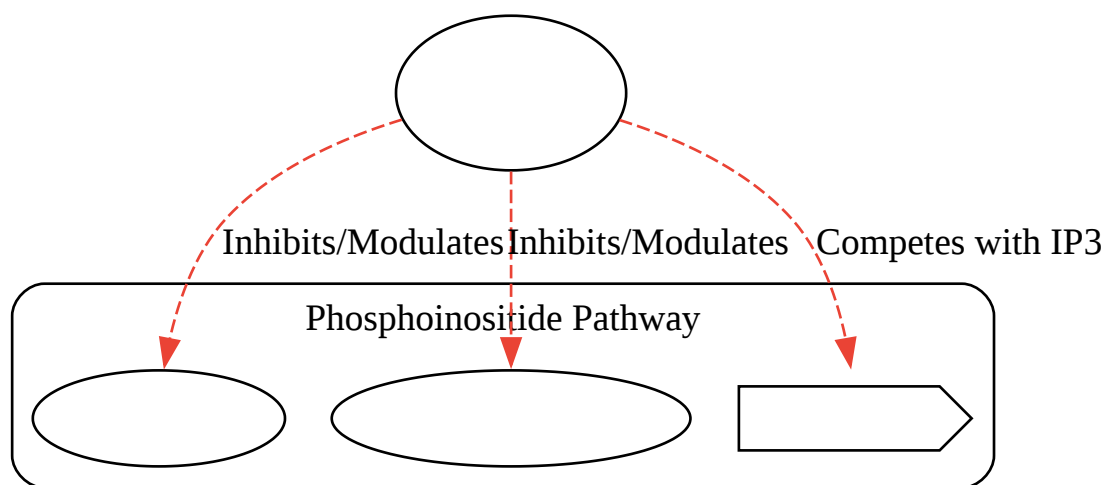 Inhibits/Modulates
Inhibits/Modulates
Competes with IP3
Phosphoinositide Pathway